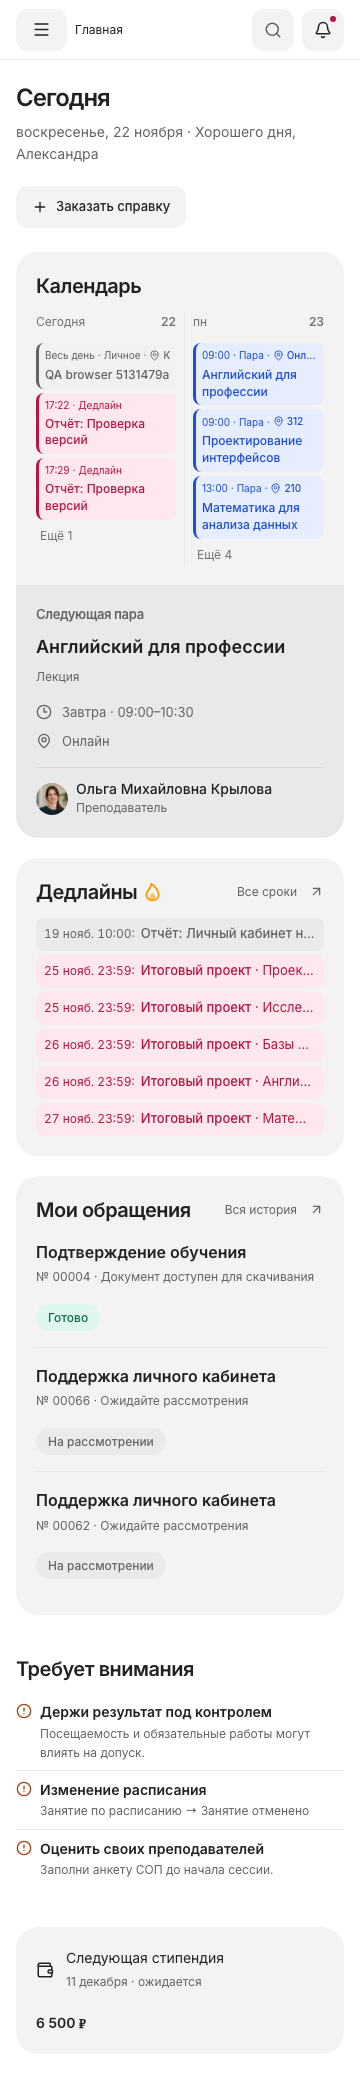 Главная
Сегодня
воскресенье, 22 ноября · Хорошего дня,
Александра
Заказать справку
Календарь
Сегодня 22
Весь день · Личное · К
QA browser 5131479a
17:22 · Дедлайн
Отчёт: Проверка
версий
17:29 · Дедлайн
Отчёт: Проверка
версий
Ещё 1
пн 23
09:00 · Пара · Онл...
Английский для
профессии
09:00 · Пара · 312
Проектирование
интерфейсов
13:00 · Пара · 210
Математика для
анализа данных
Ещё 4
Следующая пара
Английский для профессии
Лекция
Завтра · 09:00–10:30
Онлайн
Ольга Михайловна Крылова
Преподаватель
Дедлайны Все сроки
19 нояб. 10:00: Отчёт: Личный кабинет н...
25 нояб. 23:59: Итоговый проект · Проек...
25 нояб. 23:59: Итоговый проект · Иссле...
26 нояб. 23:59: Итоговый проект · Базы ...
26 нояб. 23:59: Итоговый проект · Англи...
27 нояб. 23:59: Итоговый проект · Мате...
Мои обращения Вся история
Подтверждение обучения
№ 00004 · Документ доступен для скачивания
Готово
Поддержка личного кабинета
№ 00066 · Ожидайте рассмотрения
На рассмотрении
Поддержка личного кабинета
№ 00062 · Ожидайте рассмотрения
На рассмотрении
Требует внимания
Держи результат под контролем
Посещаемость и обязательные работы могут
влиять на допуск.
Изменение расписания
Занятие по расписанию → Занятие отменено
Оценить своих преподавателей
Заполни анкету СОП до начала сессии.
Следующая стипендия
11 декабря · ожидается
6 500 ₽